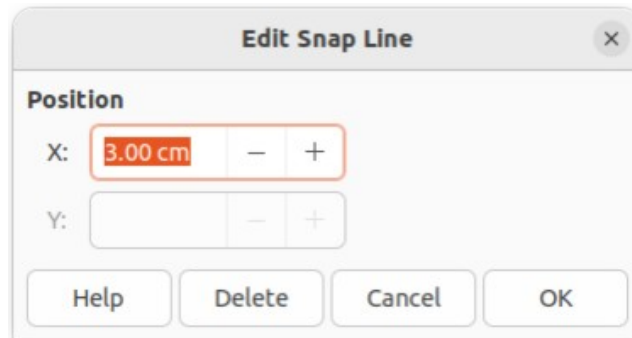 Edit Snap Line
Position
X: 3.00 cm
Y:
Help Delete Cancel OK